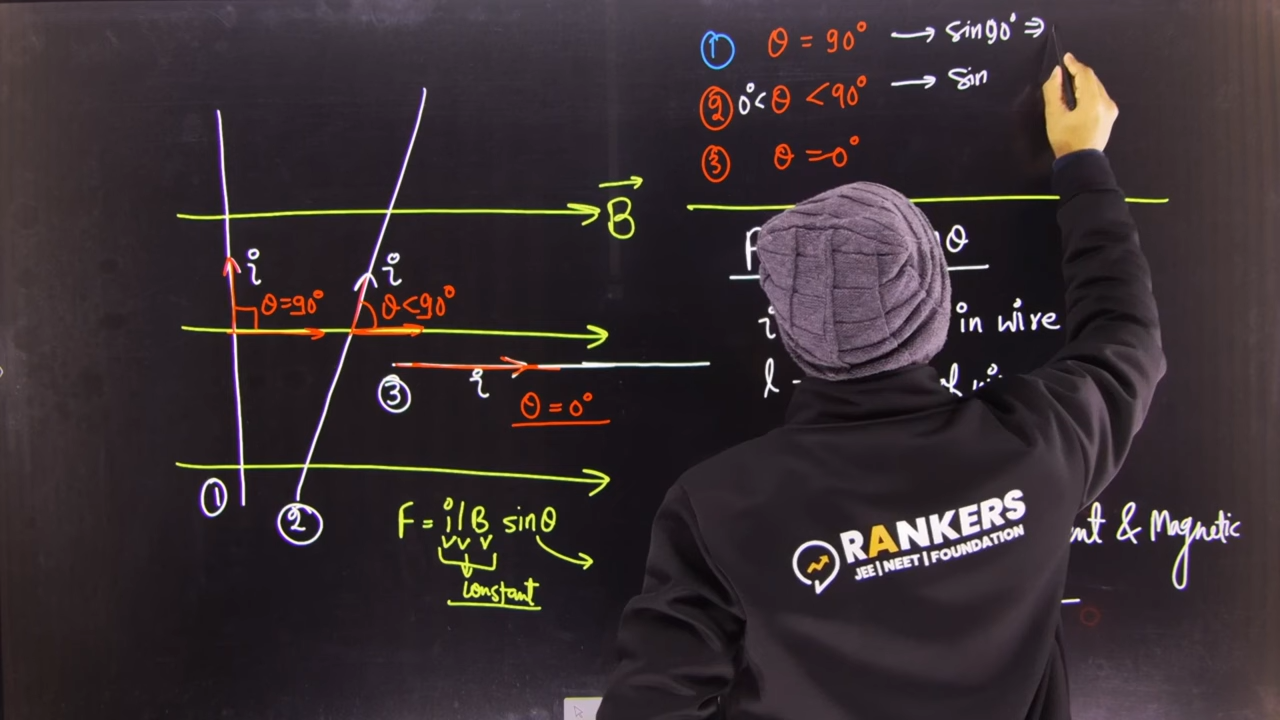 ① θ = 90° → sin90° ⇒
② 0° < θ < 90° → sin
③ θ = 0°
B
i
i
θ = 90°
θ < 90°
③
i
θ = 0°
①
②
F = ilB sinθ
constant
θ
i in wire
l -
ent & Magnetic
RANKERS
JEE | NEET | FOUNDATION